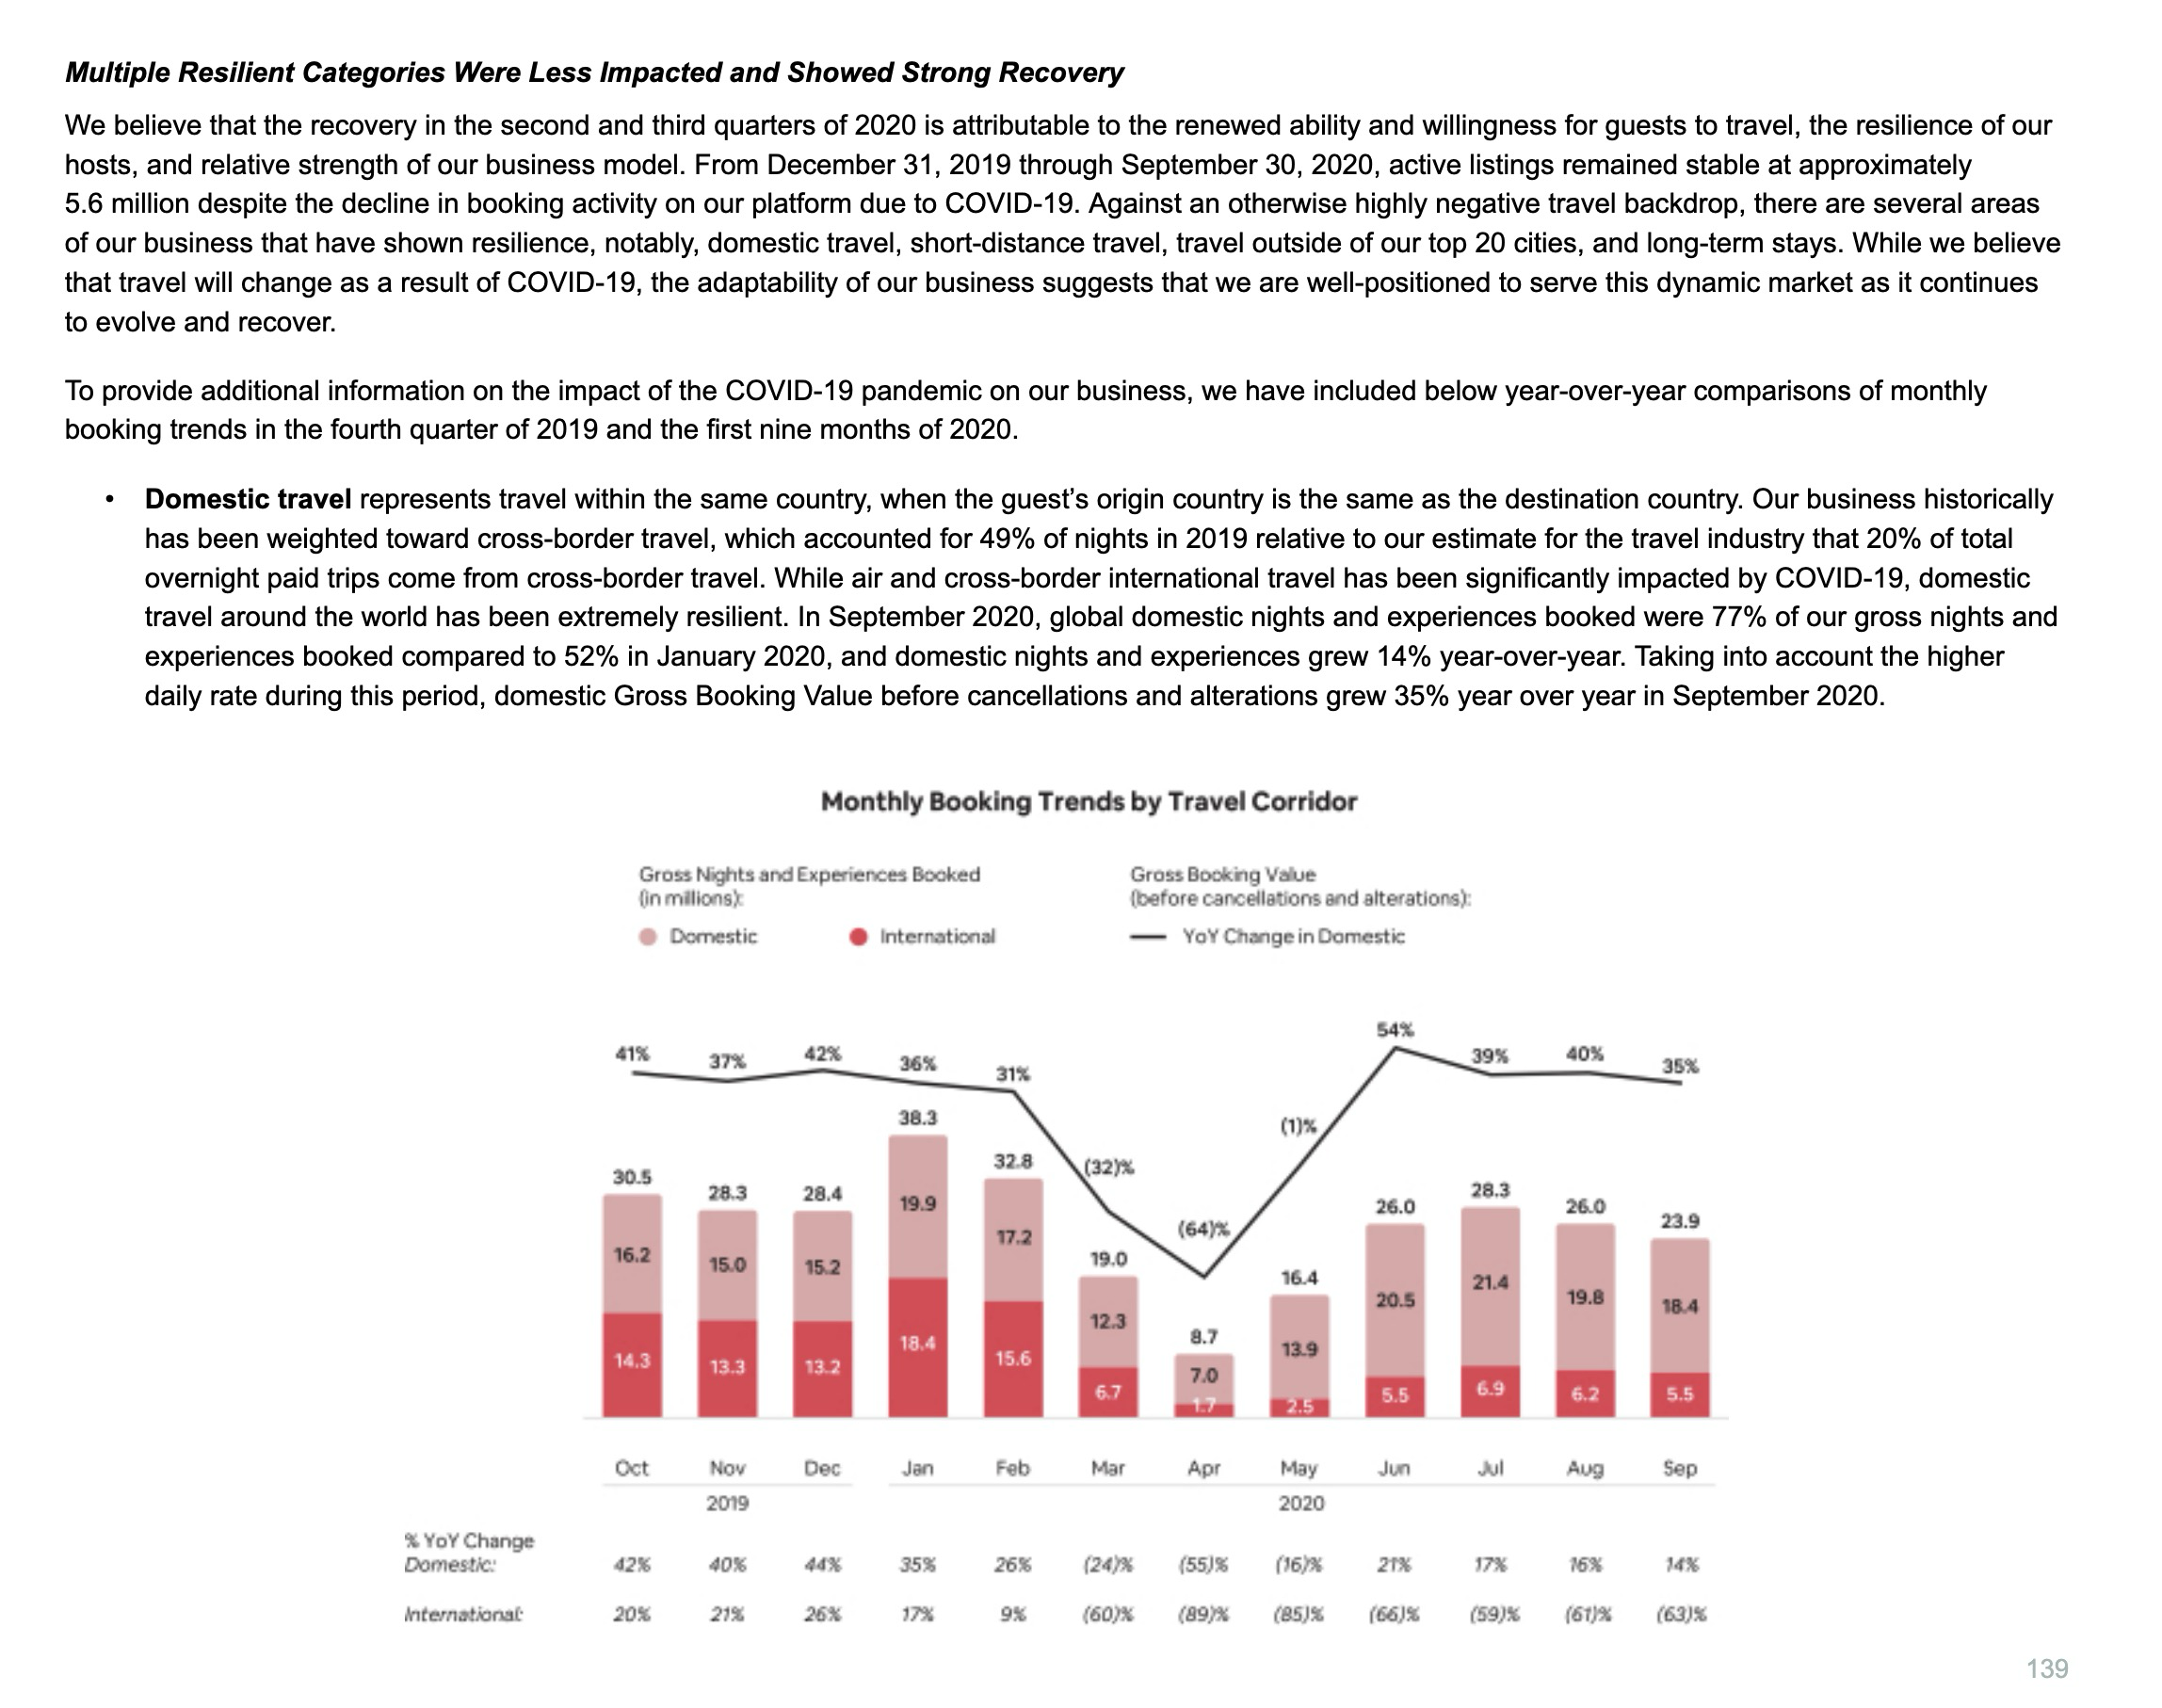 Multiple Resilient Categories Were Less Impacted and Showed Strong Recovery
We believe that the recovery in the second and third quarters of 2020 is attributable to the renewed ability and willingness for guests to travel, the resilience of our
hosts, and relative strength of our business model. From December 31, 2019 through September 30, 2020, active listings remained stable at approximately
5.6 million despite the decline in booking activity on our platform due to COVID-19. Against an otherwise highly negative travel backdrop, there are several areas
of our business that have shown resilience, notably, domestic travel, short-distance travel, travel outside of our top 20 cities, and long-term stays. While we believe
that travel will change as a result of COVID-19, the adaptability of our business suggests that we are well-positioned to serve this dynamic market as it continues
to evolve and recover.
To provide additional information on the impact of the COVID-19 pandemic on our business, we have included below year-over-year comparisons of monthly
booking trends in the fourth quarter of 2019 and the first nine months of 2020.
• Domestic travel represents travel within the same country, when the guest’s origin country is the same as the destination country. Our business historically
has been weighted toward cross-border travel, which accounted for 49% of nights in 2019 relative to our estimate for the travel industry that 20% of total
overnight paid trips come from cross-border travel. While air and cross-border international travel has been significantly impacted by COVID-19, domestic
travel around the world has been extremely resilient. In September 2020, global domestic nights and experiences booked were 77% of our gross nights and
experiences booked compared to 52% in January 2020, and domestic nights and experiences grew 14% year-over-year. Taking into account the higher
daily rate during this period, domestic Gross Booking Value before cancellations and alterations grew 35% year over year in September 2020.
Monthly Booking Trends by Travel Corridor
Gross Nights and Experiences Booked
(in millions):
Domestic International
Gross Booking Value
(before cancellations and alterations):
YoY Change in Domestic
41% 37% 42% 36% 31% (32)% (64)% (1)% 54% 39% 40% 35%
30.5 28.3 28.4 38.3 32.8 19.0 8.7 16.4 26.0 28.3 26.0 23.9
16.2 15.0 15.2 19.9 17.2 12.3 7.0 13.9 20.5 21.4 19.8 18.4
14.3 13.3 13.2 18.4 15.6 6.7 1.7 2.5 5.5 6.9 6.2 5.5
Oct Nov Dec Jan Feb Mar Apr May Jun Jul Aug Sep
2019 2020
% YoY Change
Domestic: 42% 40% 44% 35% 26% (24)% (55)% (16)% 21% 17% 16% 14%
International: 20% 21% 26% 17% 9% (60)% (89)% (85)% (66)% (59)% (61)% (63)%
139